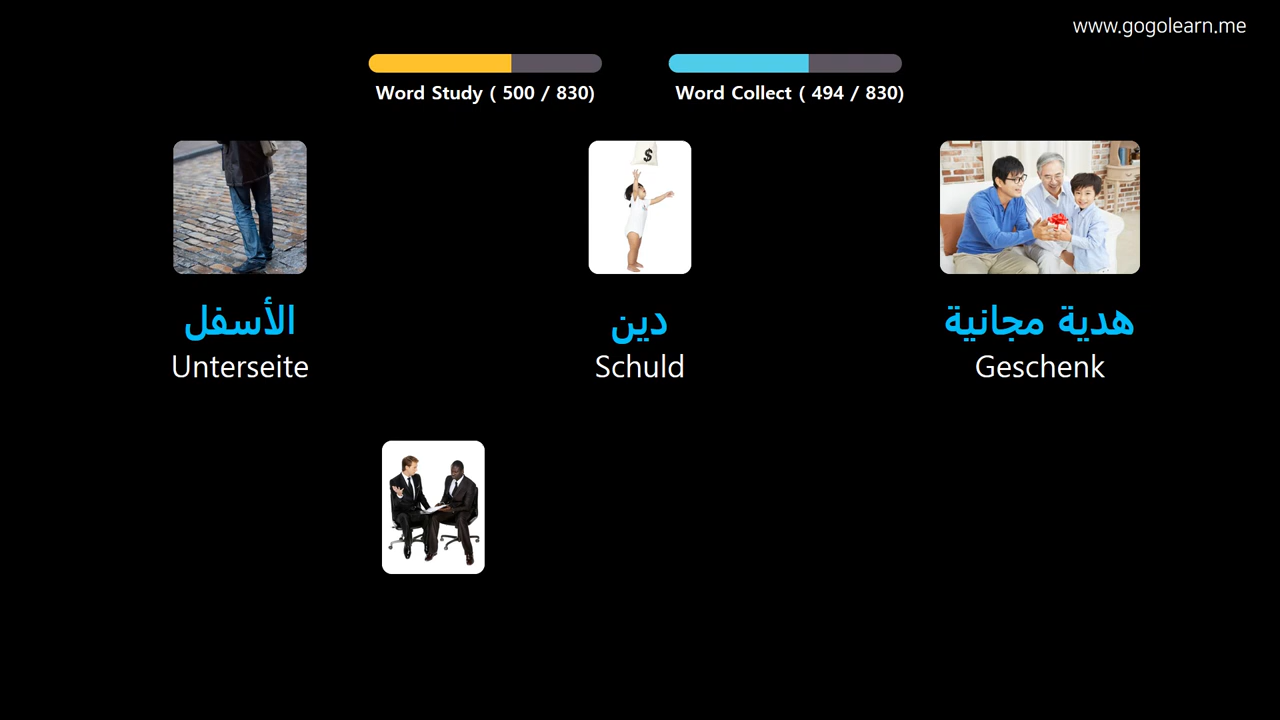 www.gogolearn.me
Word Study ( 500 / 830)
Word Collect ( 494 / 830)
$
الأسفل
دين
هدية مجانية
Unterseite
Schuld
Geschenk